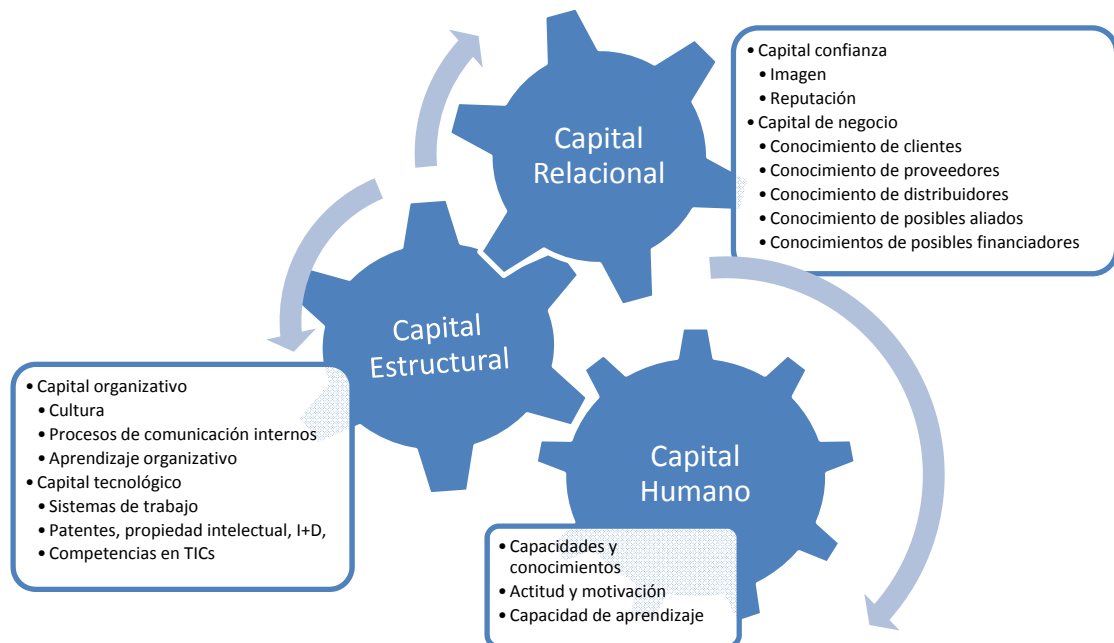 Capital
Relacional
• Capital confianza
• Imagen
• Reputación
• Capital de negocio
• Conocimiento de clientes
• Conocimiento de proveedores
• Conocimiento de distribuidores
• Conocimiento de posibles aliados
• Conocimientos de posibles financiadores
Capital
Estructural
• Capital organizativo
• Cultura
• Procesos de comunicación internos
• Aprendizaje organizativo
• Capital tecnológico
• Sistemas de trabajo
• Patentes, propiedad intelectual, I+D,
• Competencias en TICs
Capital
Humano
• Capacidades y
conocimientos
• Actitud y motivación
• Capacidad de aprendizaje